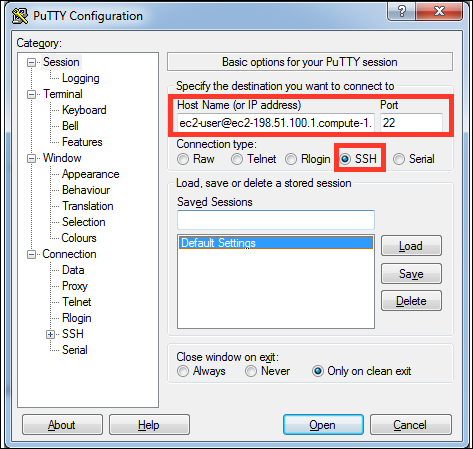 PuTTY Configuration
Category:
Session
Logging
Terminal
Keyboard
Bell
Features
Window
Appearance
Behaviour
Translation
Selection
Colours
Connection
Data
Proxy
Telnet
Rlogin
SSH
Serial
Basic options for your PuTTY session
Specify the destination you want to connect to
Host Name (or IP address) Port
ec2-user@ec2-198.51.100.1.compute-1. 22
Connection type:
Raw Telnet Rlogin SSH Serial
Load, save or delete a stored session
Saved Sessions
Default Settings
Load
Save
Delete
Close window on exit:
Always Never Only on clean exit
About Help Open Cancel